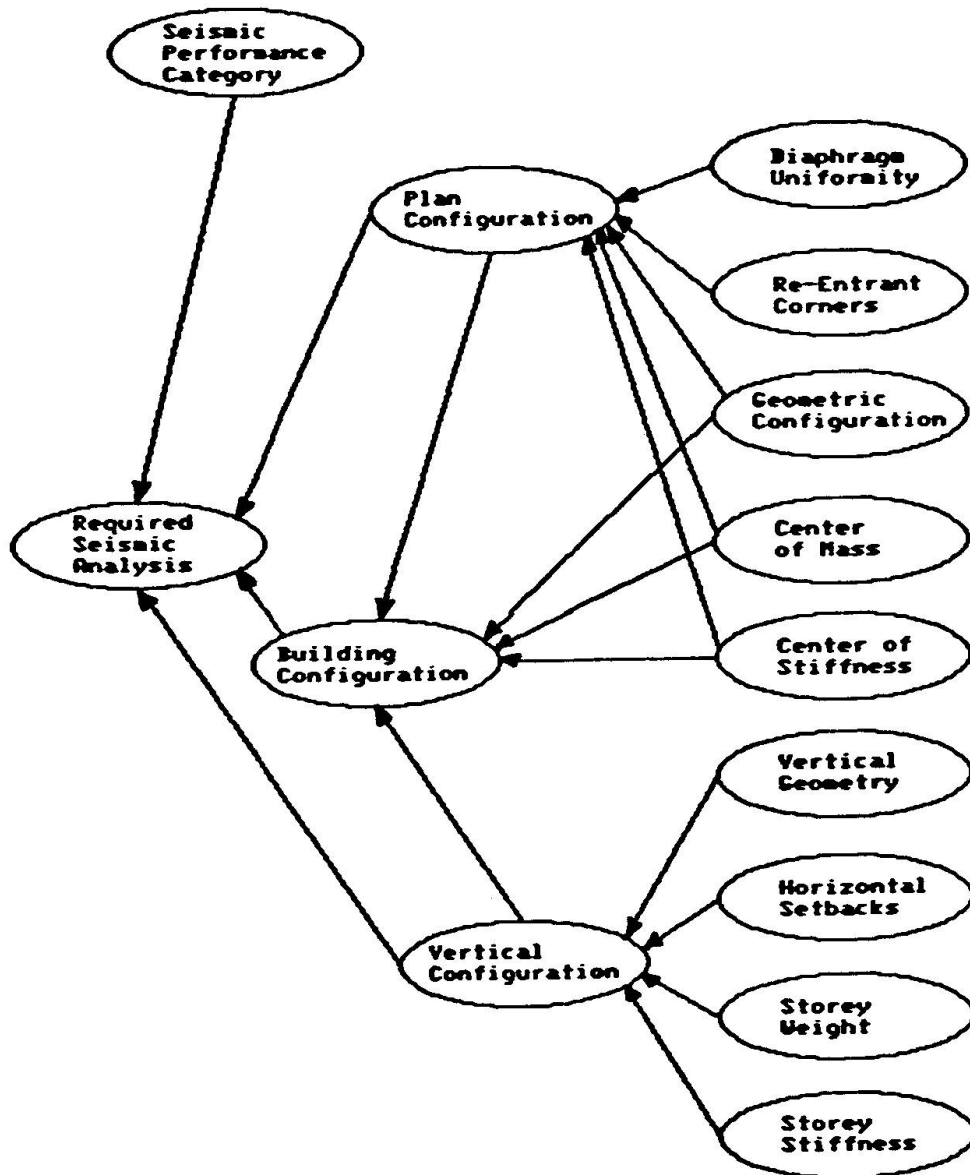 Seismic
Performance
Category
Diaphragm
Uniformity
Plan
Configuration
Re-Entrant
Corners
Geometric
Configuration
Required
Seismic
Analysis
Center
of Mass
Building
Configuration
Center of
Stiffness
Vertical
Geometry
Horizontal
Setbacks
Vertical
Configuration
Storey
Weight
Storey
Stiffness